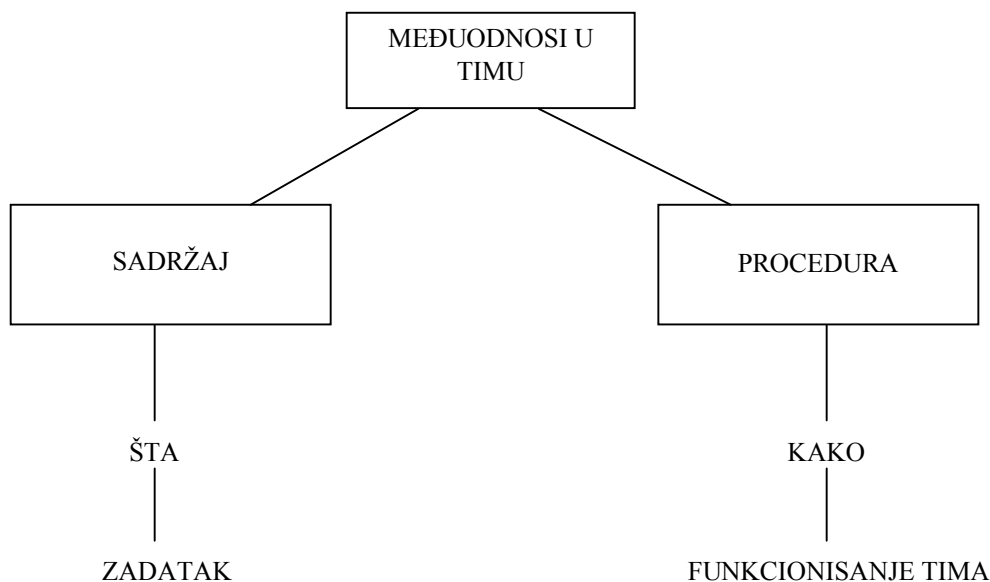 MEĐUODNOSI U
TIMU
SADRŽAJ
PROCEDURA
ŠTA
KAKO
ZADATAK
FUNKCIONISANJE TIMA